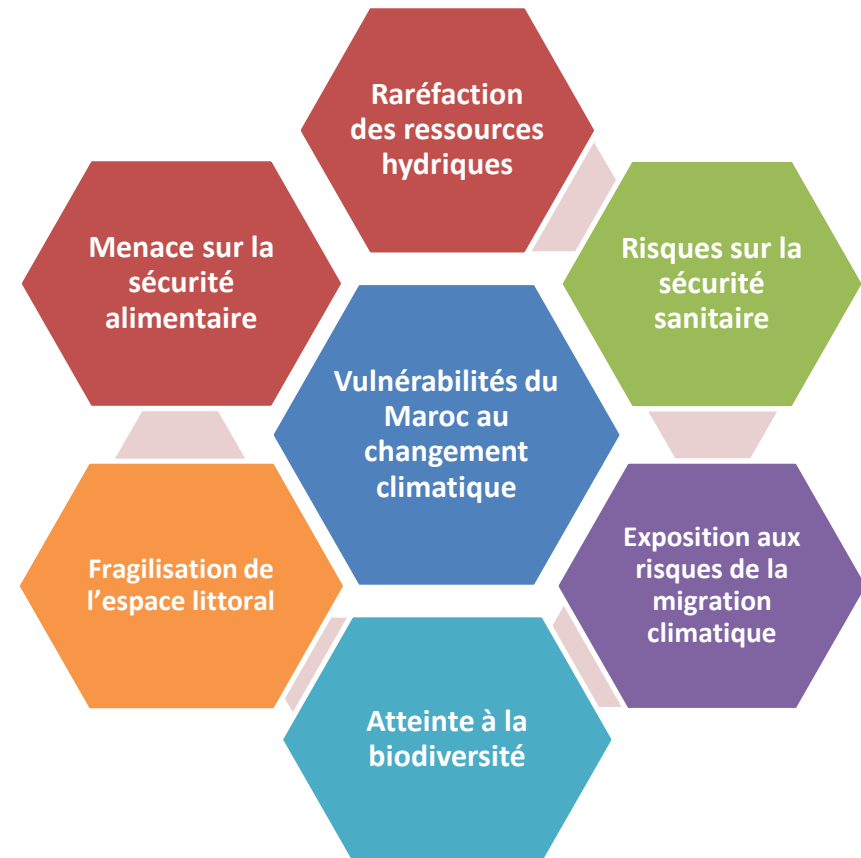 Raréfaction
des ressources
hydriques
Menace sur la
sécurité
alimentaire
Risques sur la
sécurité
sanitaire
Vulnérabilités du
Maroc au
changement
climatique
Fragilisation de
l’espace littoral
Exposition aux
risques de la
migration
climatique
Atteinte à la
biodiversité